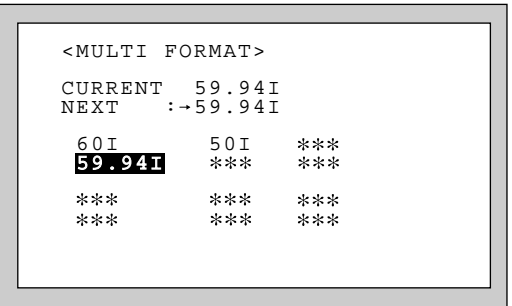 <MULTI FORMAT>
CURRENT 59.94I
NEXT :→59.94I
60I 50I ***
59.94I *** ***
*** *** ***
*** *** ***